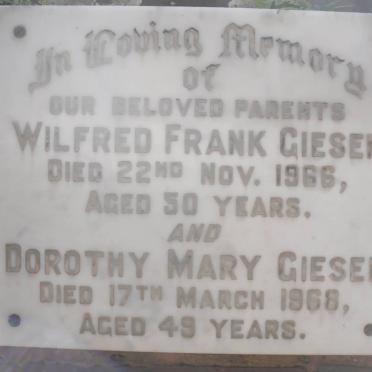 In Loving Memory
of
OUR BELOVED PARENTS
WILFRED FRANK GIESE
DIED 22ND NOV. 1966,
AGED 50 YEARS.
AND
DOROTHY MARY GIESE
DIED 17TH MARCH 1968,
AGED 49 YEARS.